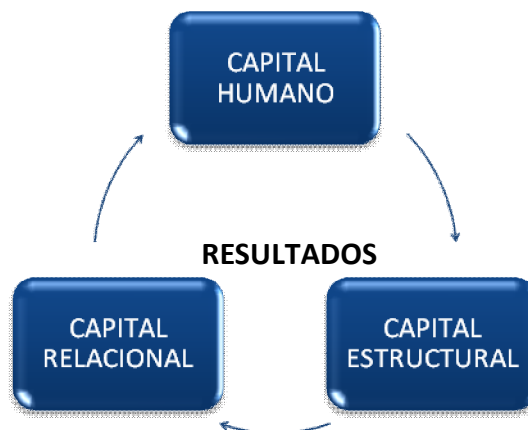 CAPITAL
HUMANO
RESULTADOS
CAPITAL
RELACIONAL
CAPITAL
ESTRUCTURAL